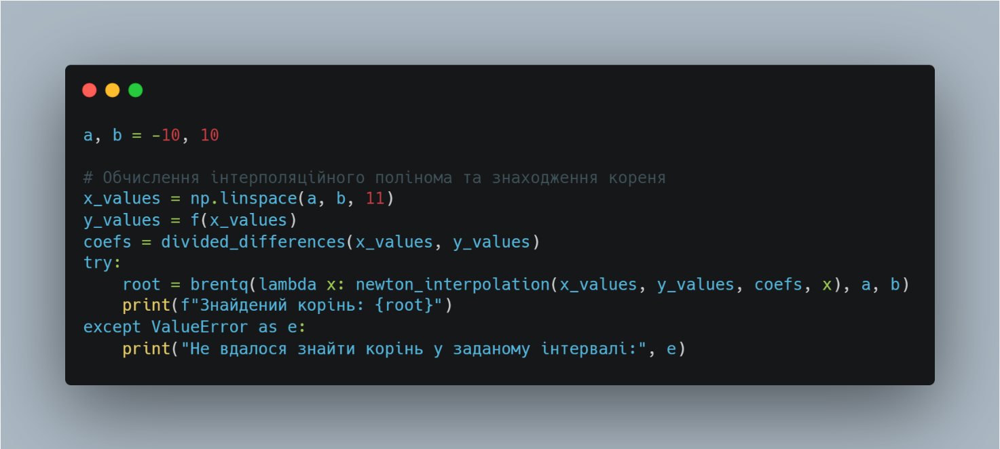 a, b = -10, 10
# Обчислення інтерполяційного полінома та знаходження кореня
x_values = np.linspace(a, b, 11)
y_values = f(x_values)
coefs = divided_differences(x_values, y_values)
try:
    root = brentq(lambda x: newton_interpolation(x_values, y_values, coefs, x), a, b)
    print(f"Знайдений корінь: {root}")
except ValueError as e:
    print("Не вдалося знайти корінь у заданому інтервалі:", e)